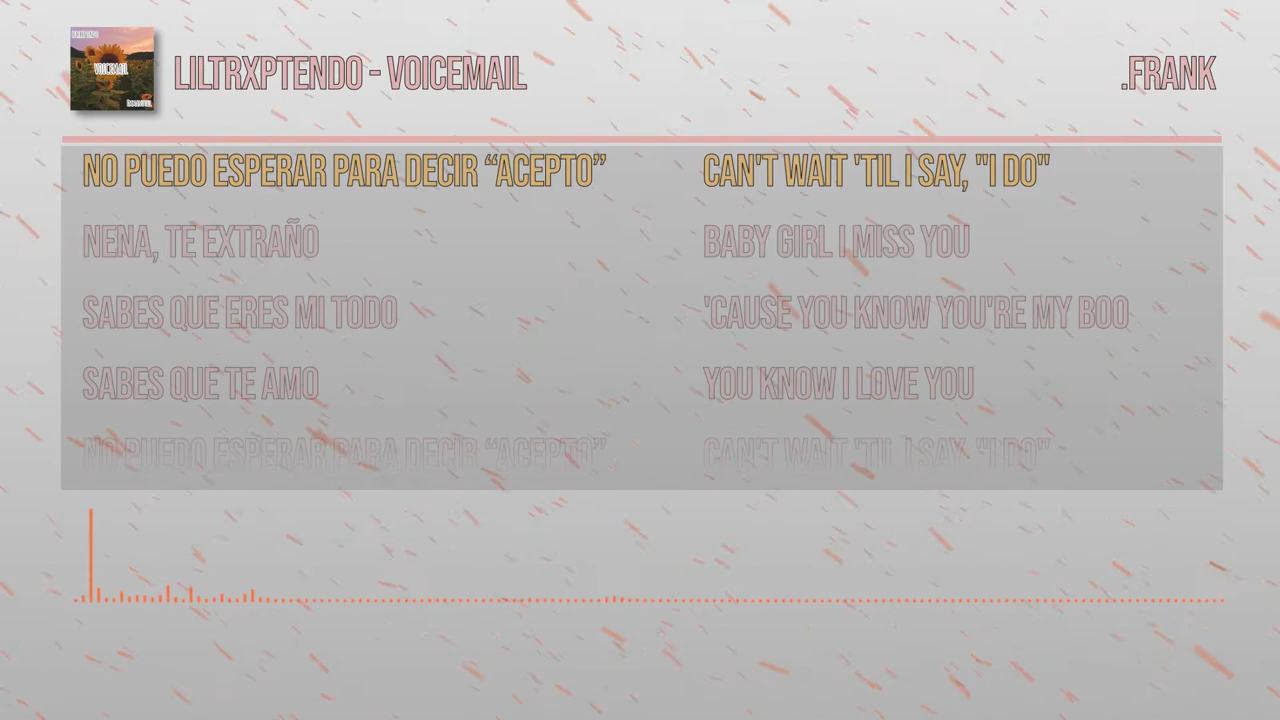 LILTRXPTENDO - VOICEMAIL
.FRANK
VOICEMAIL
NO PUEDO ESPERAR PARA DECIR “ACEPTO”
CAN'T WAIT 'TIL I SAY, "I DO"
NENA, TE EXTRAÑO
BABY GIRL I MISS YOU
SABES QUE ERES MI TODO
'CAUSE YOU KNOW YOU'RE MY BOO
SABES QUE TE AMO
YOU KNOW I LOVE YOU
NO PUEDO ESPERAR PARA DECIR “ACEPTO”
CAN'T WAIT 'TIL I SAY, "I DO"